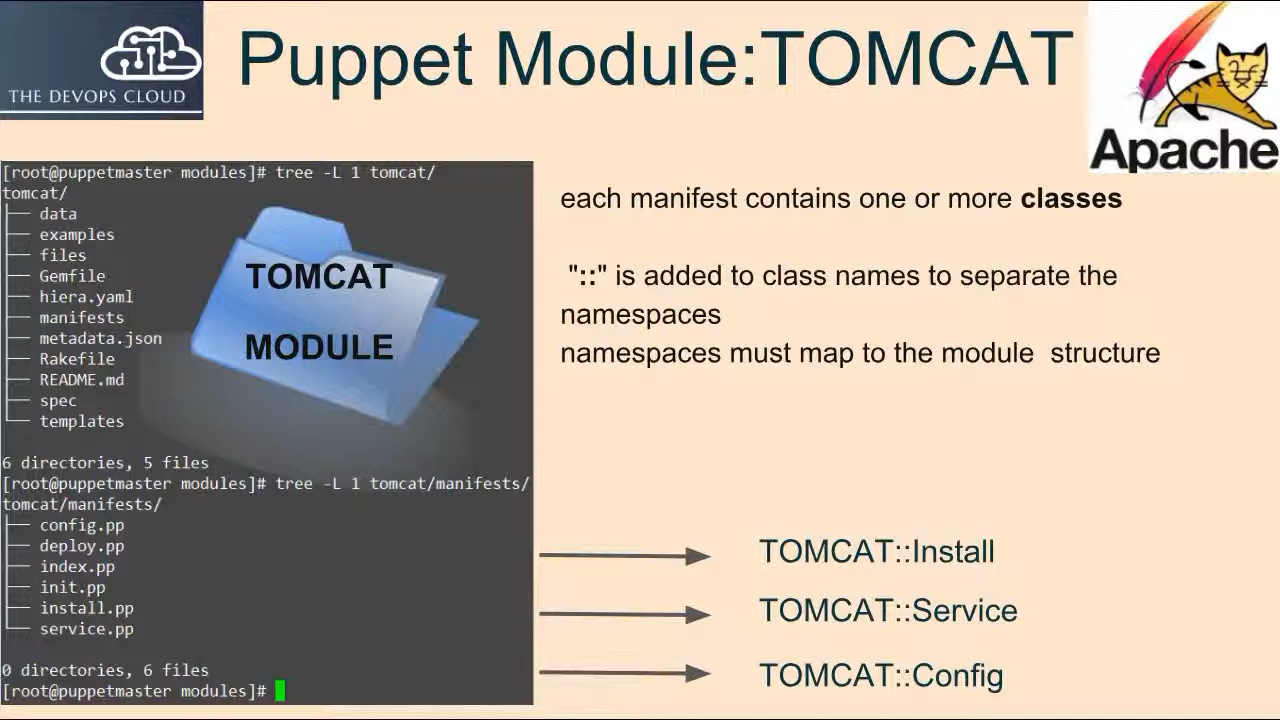 THE DEVOPS CLOUD
Puppet Module:TOMCAT
Apache
[root@puppetmaster modules]# tree -L 1 tomcat/
tomcat/
├── data
├── examples
├── files
├── Gemfile
├── hiera.yaml
├── manifests
├── metadata.json
├── Rakefile
├── README.md
├── spec
└── templates
6 directories, 5 files
[root@puppetmaster modules]# tree -L 1 tomcat/manifests/
tomcat/manifests/
├── config.pp
├── deploy.pp
├── index.pp
├── init.pp
├── install.pp
└── service.pp
0 directories, 6 files
[root@puppetmaster modules]#
TOMCAT
MODULE
each manifest contains one or more classes
"::" is added to class names to separate the
namespaces
namespaces must map to the module structure
TOMCAT::Install
TOMCAT::Service
TOMCAT::Config